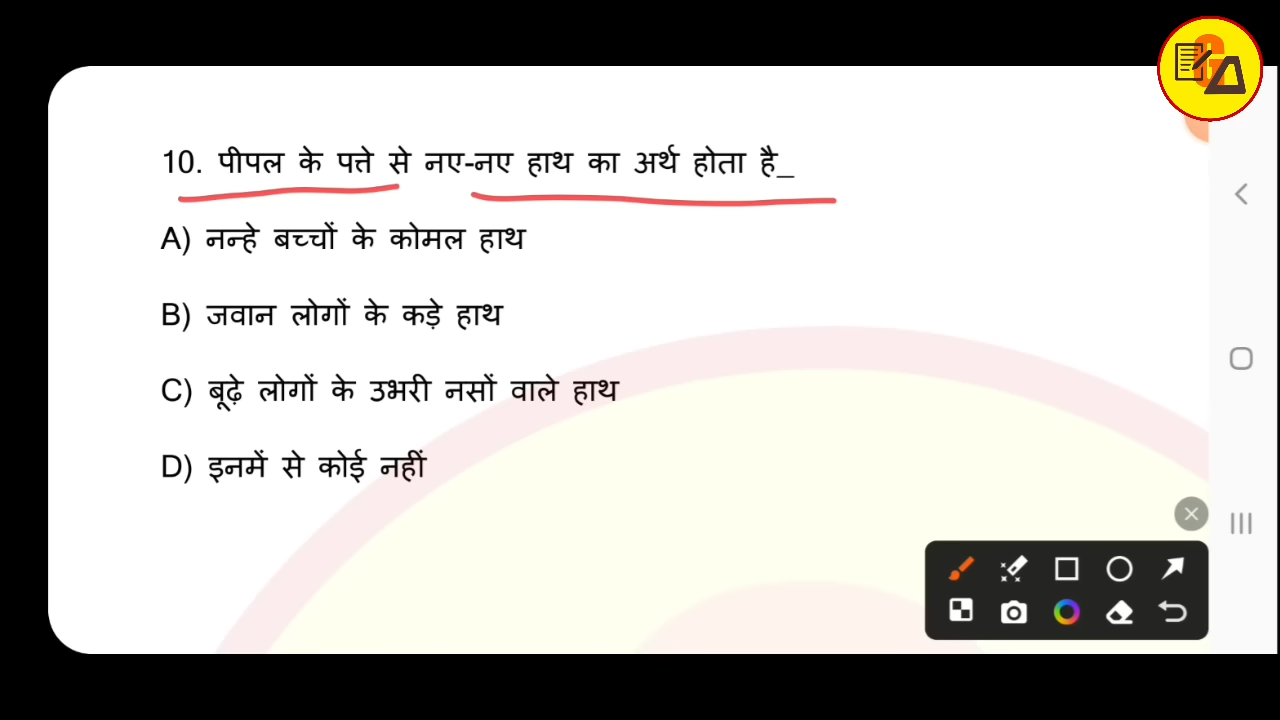 10. पीपल के पत्ते से नए-नए हाथ का अर्थ होता है_
A) नन्हे बच्चों के कोमल हाथ
B) जवान लोगों के कड़े हाथ
C) बूढ़े लोगों के उभरी नसों वाले हाथ
D) इनमें से कोई नहीं